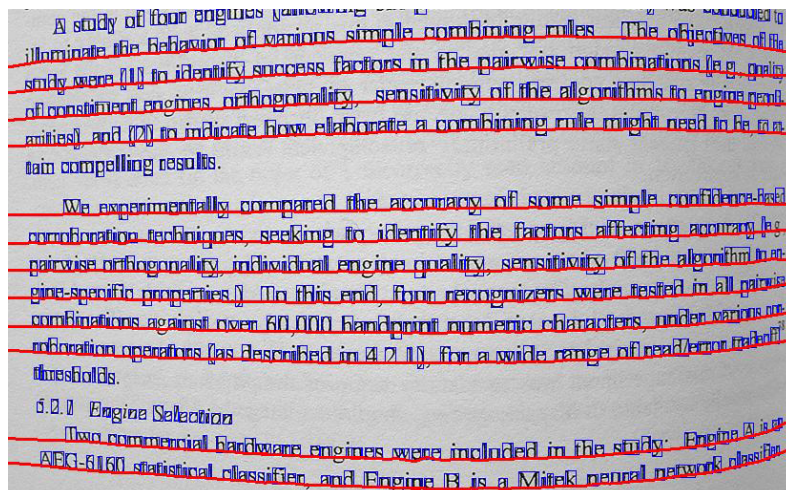 A study of four engines
illuminate the behavior of various simple combining rules. The objectives of the
study were (1) to identify success factors in the pairwise combinations (e.g., quality
of constituent engines, orthogonality, sensitivity of the algorithms to engine pecul-
iarities), and (2) to indicate how elaborate a combining rule might need to be, to at-
tain compelling results.
We experimentally compared the accuracy of some simple confidence-based
corroboration techniques, seeking to identify the factors affecting accuracy (e.g.
pairwise orthogonality, individual engine quality, sensitivity of the algorithm to en-
gine-specific properties.) To this end, four recognizers were tested in all pairwise
combinations against over 60,000 handprint numeric characters, under various cor-
roboration operators (as described in 4.2.1), for a wide range of read/error tradeoff
thresholds.
5.2.1 Engine Selection
Two commercial hardware engines were included in the study: Engine A is an
AEG-6160 statistical classifier, and Engine B is a Mitek neural network classifier